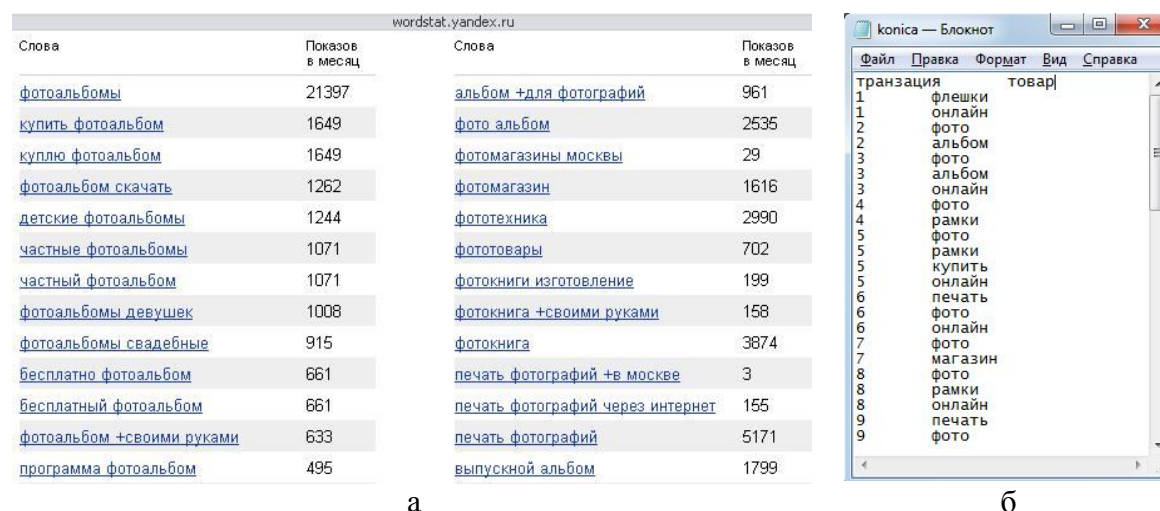 wordstat.yandex.ru
Слова Показов в месяц Слова Показов в месяц
фотоальбомы 21397 альбом +для фотографий 961
купить фотоальбом 1649 фото альбом 2535
куплю фотоальбом 1649 фотомагазины москвы 29
фотоальбом скачать 1262 фотомагазин 1616
детские фотоальбомы 1244 фототехника 2990
частные фотоальбомы 1071 фототовары 702
частный фотоальбом 1071 фотокниги изготовление 199
фотоальбомы девушек 1008 фотокнига +своими руками 158
фотоальбомы свадебные 915 фотокнига 3874
бесплатно фотоальбом 661 печать фотографий +в москве 3
бесплатный фотоальбом 661 печать фотографий через интернет 155
фотоальбом +своими руками 633 печать фотографий 5171
программа фотоальбом 495 выпускной альбом 1799
а
konica — Блокнот
Файл Правка Формат Вид Справка
транзация товар
1 флешки
1 онлайн
2 фото
2 альбом
3 фото
3 альбом
3 онлайн
4 фото
4 рамки
5 фото
5 рамки
5 купить
5 онлайн
6 печать
6 фото
6 онлайн
7 фото
7 магазин
8 фото
8 рамки
8 онлайн
9 печать
9 фото
б